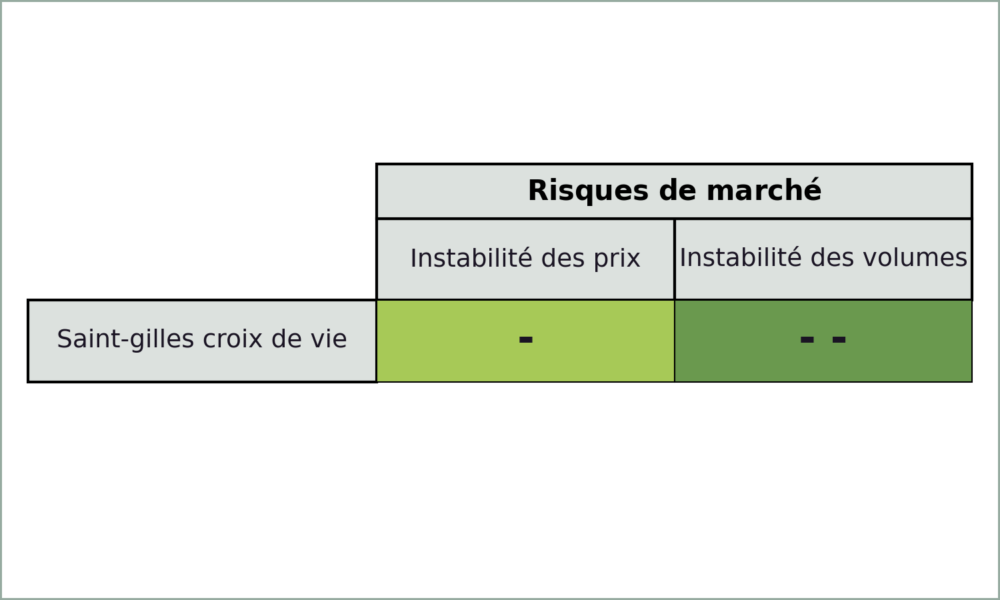 Risques de marché
Instabilité des prix
Instabilité des volumes
Saint-gilles croix de vie
-
- -